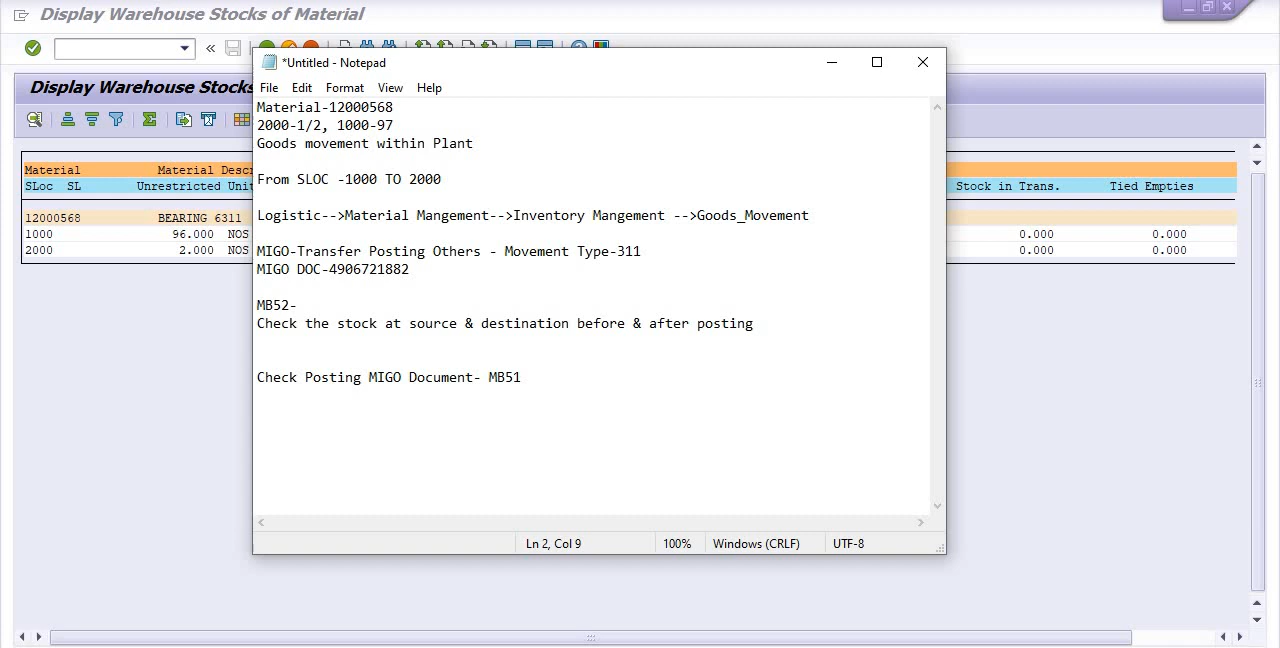 Display Warehouse Stocks of Material
*Untitled - Notepad
File Edit Format View Help
Display Warehouse Stocks
Material-12000568
2000-1/2, 1000-97
Goods movement within Plant
From SLOC -1000 TO 2000
Logistic-->Material Mangement-->Inventory Mangement -->Goods_Movement
MIGO-Transfer Posting Others - Movement Type-311
MIGO DOC-4906721882
MB52-
Check the stock at source & destination before & after posting
Check Posting MIGO Document- MB51
Ln 2, Col 9 100% Windows (CRLF) UTF-8
Material Material Descr
SLoc SL Unrestricted Unit Stock in Trans. Tied Empties
12000568 BEARING 6311
1000 96.000 NOS 0.000 0.000
2000 2.000 NOS 0.000 0.000